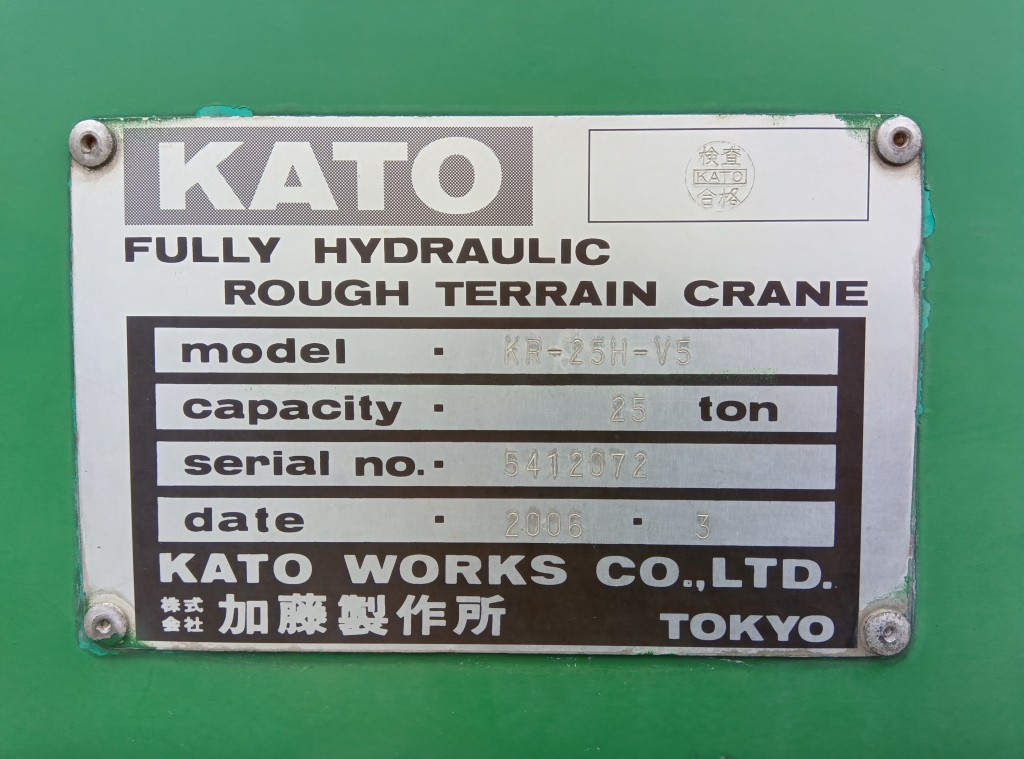 KATO
検査
KATO
合格
FULLY HYDRAULIC
ROUGH TERRAIN CRANE
model · KR-25H-V5
capacity · 25 ton
serial no. · 5412072
date · 2006 · 3
KATO WORKS CO.,LTD.
株式会社 加藤製作所 TOKYO